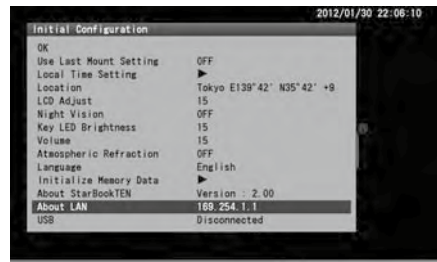 2012/01/30 22:06:10
Initial Configuration
OK
Use Last Mount Setting OFF
Local Time Setting ▶
Location Tokyo E139°42' N35°42' +9
LCD Adjust 15
Night Vision OFF
Key LED Brightness 15
Volume 15
Atmospheric Refraction OFF
Language English
Initialize Memory Data ▶
About StarBookTEN Version : 2.00
About LAN 169.254.1.1
USB Disconnected